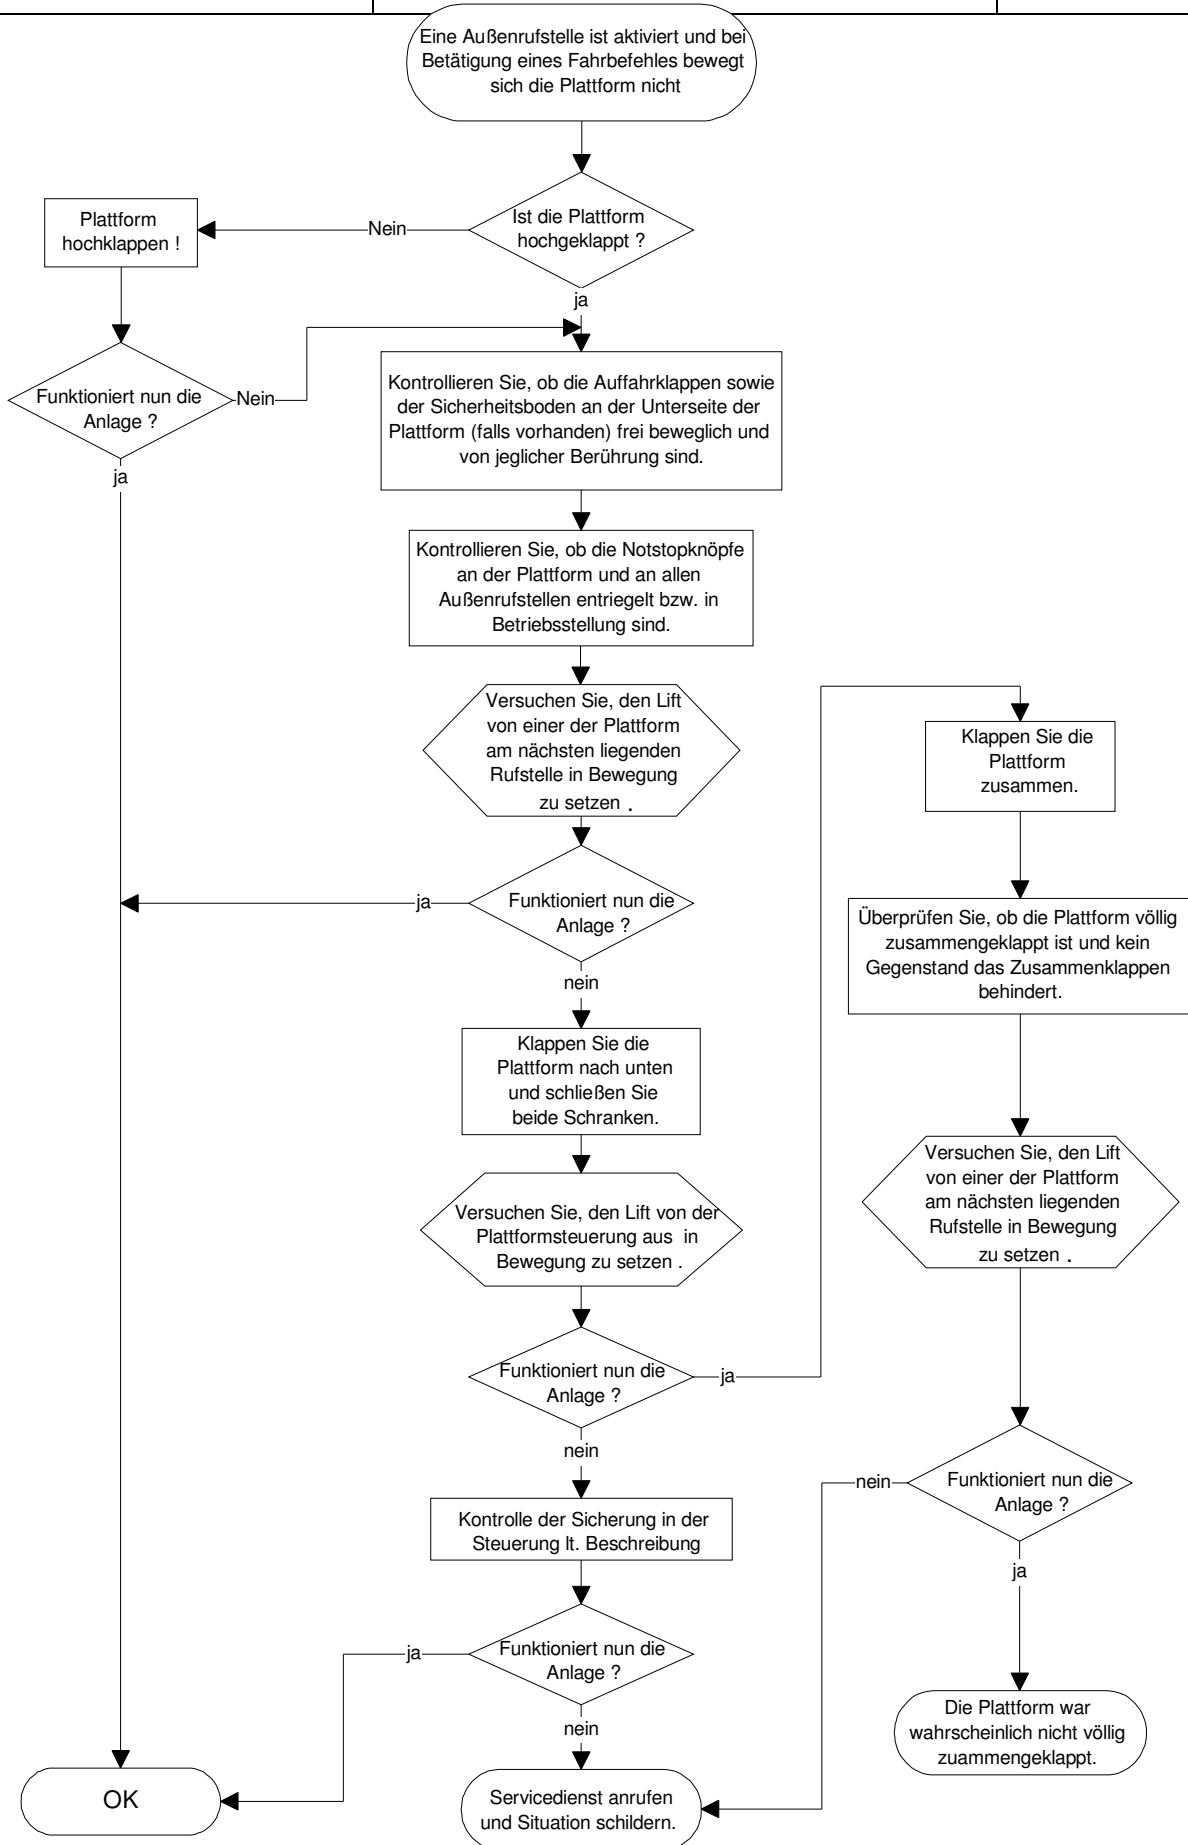 Eine Außenrufstelle ist aktiviert und bei
Betätigung eines Fahrbefehles bewegt
sich die Plattform nicht
Ist die Plattform
hochgeklappt ?
Nein
Plattform
hochklappen !
ja
Funktioniert nun die
Anlage ?
Nein
ja
Kontrollieren Sie, ob die Auffahrklappen sowie
der Sicherheitsboden an der Unterseite der
Plattform (falls vorhanden) frei beweglich und
von jeglicher Berührung sind.
Kontrollieren Sie, ob die Notstopknöpfe
an der Plattform und an allen
Außenrufstellen entriegelt bzw. in
Betriebsstellung sind.
Versuchen Sie, den Lift
von einer der Plattform
am nächsten liegenden
Rufstelle in Bewegung
zu setzen .
Funktioniert nun die
Anlage ?
ja
nein
Klappen Sie die
Plattform nach unten
und schließen Sie
beide Schranken.
Versuchen Sie, den Lift von der
Plattformsteuerung aus in
Bewegung zu setzen .
Funktioniert nun die
Anlage ?
ja
nein
Kontrolle der Sicherung in der
Steuerung lt. Beschreibung
Funktioniert nun die
Anlage ?
ja
nein
OK
Servicedienst anrufen
und Situation schildern.
Klappen Sie die
Plattform
zusammen.
Überprüfen Sie, ob die Plattform völlig
zusammengeklappt ist und kein
Gegenstand das Zusammenklappen
behindert.
Versuchen Sie, den Lift
von einer der Plattform
am nächsten liegenden
Rufstelle in Bewegung
zu setzen .
Funktioniert nun die
Anlage ?
nein
ja
Die Plattform war
wahrscheinlich nicht völlig
zuammengeklappt.